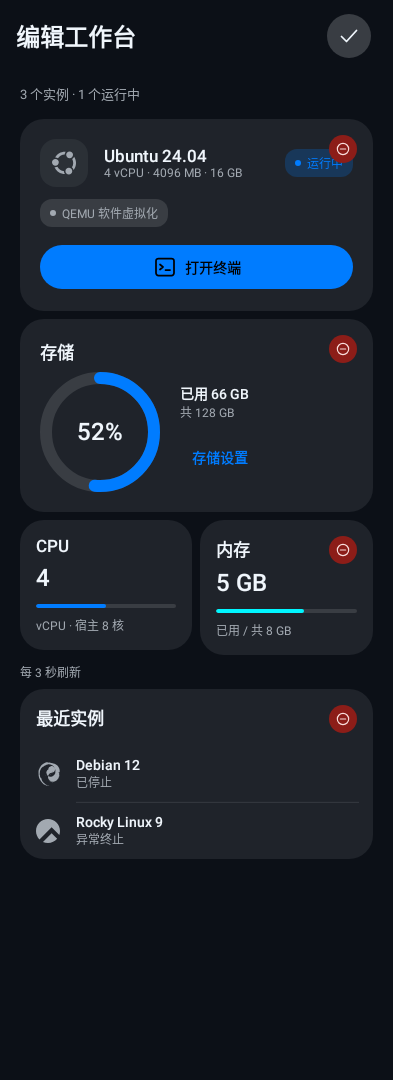 编辑工作台
3 个实例 · 1 个运行中
Ubuntu 24.04
4 vCPU · 4096 MB · 16 GB
运行中
QEMU 软件虚拟化
打开终端
存储
52%
已用 66 GB
共 128 GB
存储设置
CPU
4
vCPU · 宿主 8 核
内存
5 GB
已用 / 共 8 GB
每 3 秒刷新
最近实例
Debian 12
已停止
Rocky Linux 9
异常终止